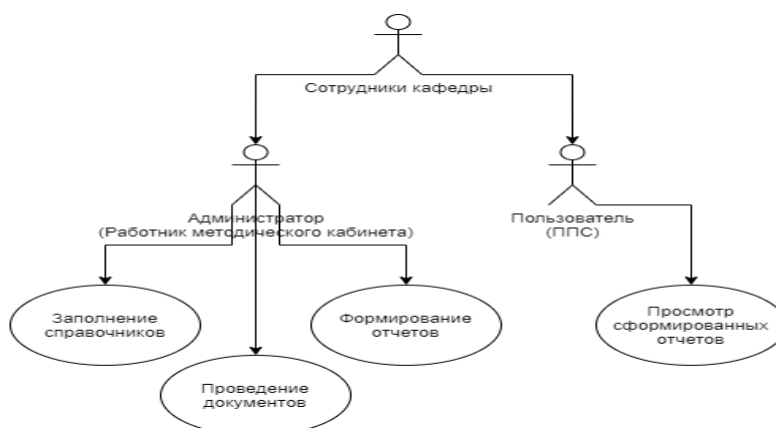 Сотрудники кафедры
Администратор
(Работник методического кабинета)
Пользователь
(ППС)
Заполнение
справочников
Формирование
отчетов
Просмотр
сформированных
отчетов
Проведение
документов